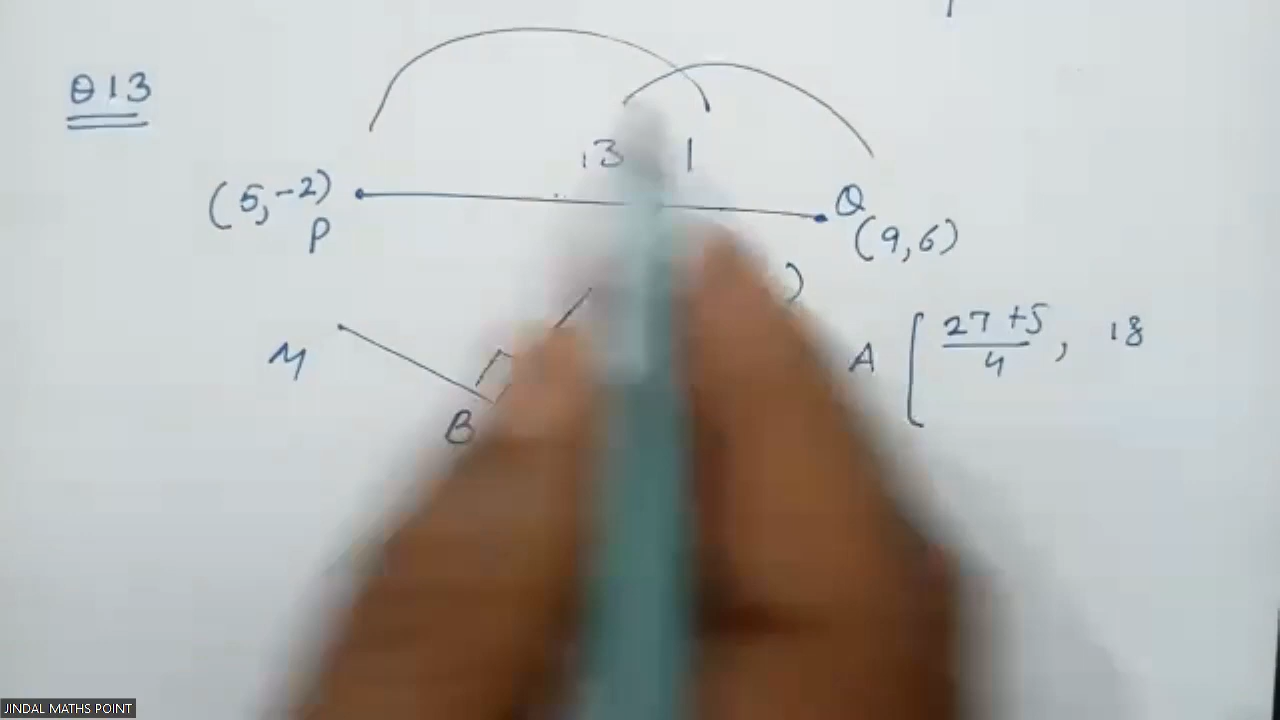 Q13
3 1
(5,-2)
P
Q
(9,6)
)
M
B
A [ 27+5/4 , 18
JINDAL MATHS POINT